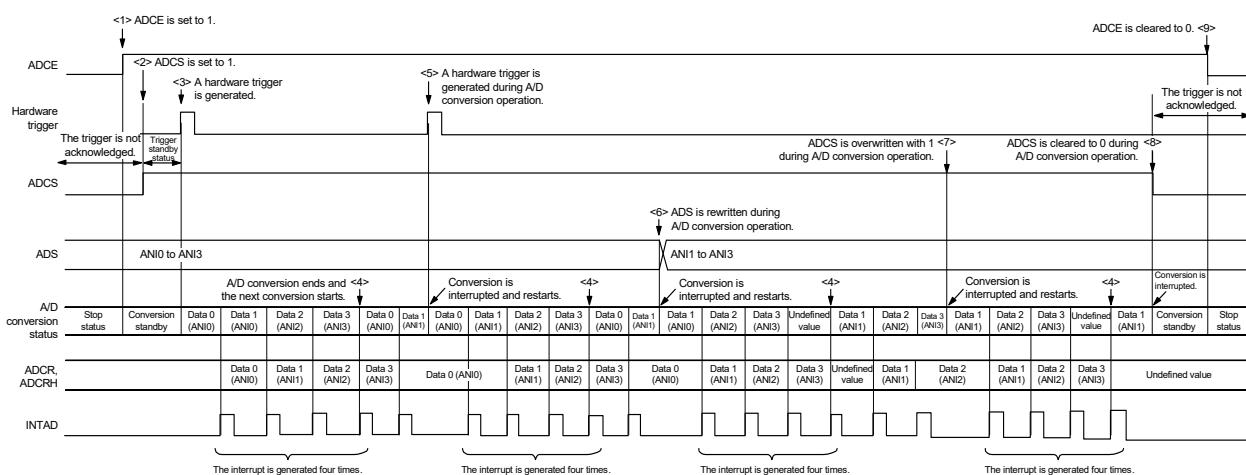 <1> ADCE is set to 1.
ADCE is cleared to 0. <9>
ADCE
<2> ADCS is set to 1.
<3> A hardware trigger
is generated.
<5> A hardware trigger is
generated during A/D
conversion operation.
The trigger is not
acknowledged.
Hardware
trigger
The trigger is not
acknowledged.
Trigger
standby
status
ADCS is overwritten with 1 <7>
during A/D conversion operation.
ADCS is cleared to 0 during <8>
A/D conversion operation.
ADCS
<6> ADS is rewritten during
A/D conversion operation.
ADS
ANI0 to ANI3
ANI1 to ANI3
A/D conversion ends and <4>
the next conversion starts.
Conversion is <4>
interrupted and restarts.
Conversion is <4>
interrupted and restarts.
Conversion is <4>
interrupted and restarts.
Conversion is
interrupted.
A/D
conversion
status
Stop
status
Conversion
standby
Data 0
(ANI0)
Data 1
(ANI0)
Data 2
(ANI2)
Data 3
(ANI3)
Data 0
(ANI0)
Data 1
(ANI1)
Data 0
(ANI0)
Data 1
(ANI1)
Data 2
(ANI2)
Data 3
(ANI3)
Data 0
(ANI0)
Data 1
(ANI1)
Data 1
(ANI0)
Data 2
(ANI2)
Data 3
(ANI3)
Undefined
value
Data 1
(ANI1)
Data 2
(ANI2)
Data 3
(ANI3)
Data 1
(ANI1)
Data 2
(ANI2)
Data 3
(ANI3)
Undefined
value
Data 1
(ANI1)
Conversion
standby
Stop
status
ADCR,
ADCRH
Data 0
(ANI0)
Data 1
(ANI1)
Data 2
(ANI2)
Data 3
(ANI3)
Data 0 (ANI0)
Data 1
(ANI1)
Data 2
(ANI2)
Data 3
(ANI3)
Data 0
(ANI0)
Data 1
(ANI1)
Data 2
(ANI2)
Data 3
(ANI3)
Undefined
value
Data 1
(ANI1)
Data 2
(ANI2)
Data 1
(ANI1)
Data 2
(ANI2)
Data 3
(ANI3)
Undefined value
INTAD
The interrupt is generated four times.
The interrupt is generated four times.
The interrupt is generated four times.
The interrupt is generated four times.